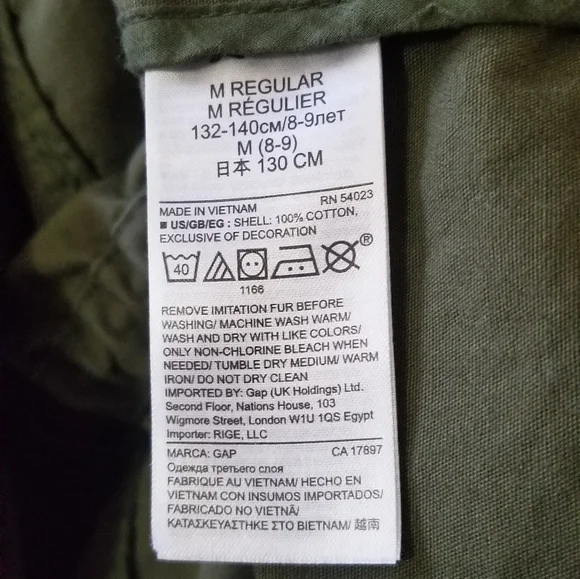 M REGULAR
M RÉGULIER
132-140см/8-9лет
M (8-9)
日本 130 CM
MADE IN VIETNAM RN 54023
■ US/GB/EG : SHELL: 100% COTTON,
EXCLUSIVE OF DECORATION
40 ®
1166
REMOVE IMITATION FUR BEFORE
WASHING/ MACHINE WASH WARM/
WASH AND DRY WITH LIKE COLORS/
ONLY NON-CHLORINE BLEACH WHEN
NEEDED/ TUMBLE DRY MEDIUM/ WARM
IRON/ DO NOT DRY CLEAN
IMPORTED BY: Gap (UK Holdings) Ltd.
Second Floor, Nations House, 103
Wigmore Street, London W1U 1QS Egypt
Importer: RIGE, LLC
MARCA: GAP CA 17897
Одежда третьего слоя
FABRIQUE AU VIETNAM/ HECHO EN
VIETNAM CON INSUMOS IMPORTADOS/
FABRICADO NO VIETNÃ/
ΚΑΤΑΣΚΕΥΑΣΤΗΚΕ ΣΤΟ ΒΙΕΤΝΑΜ/ 越南